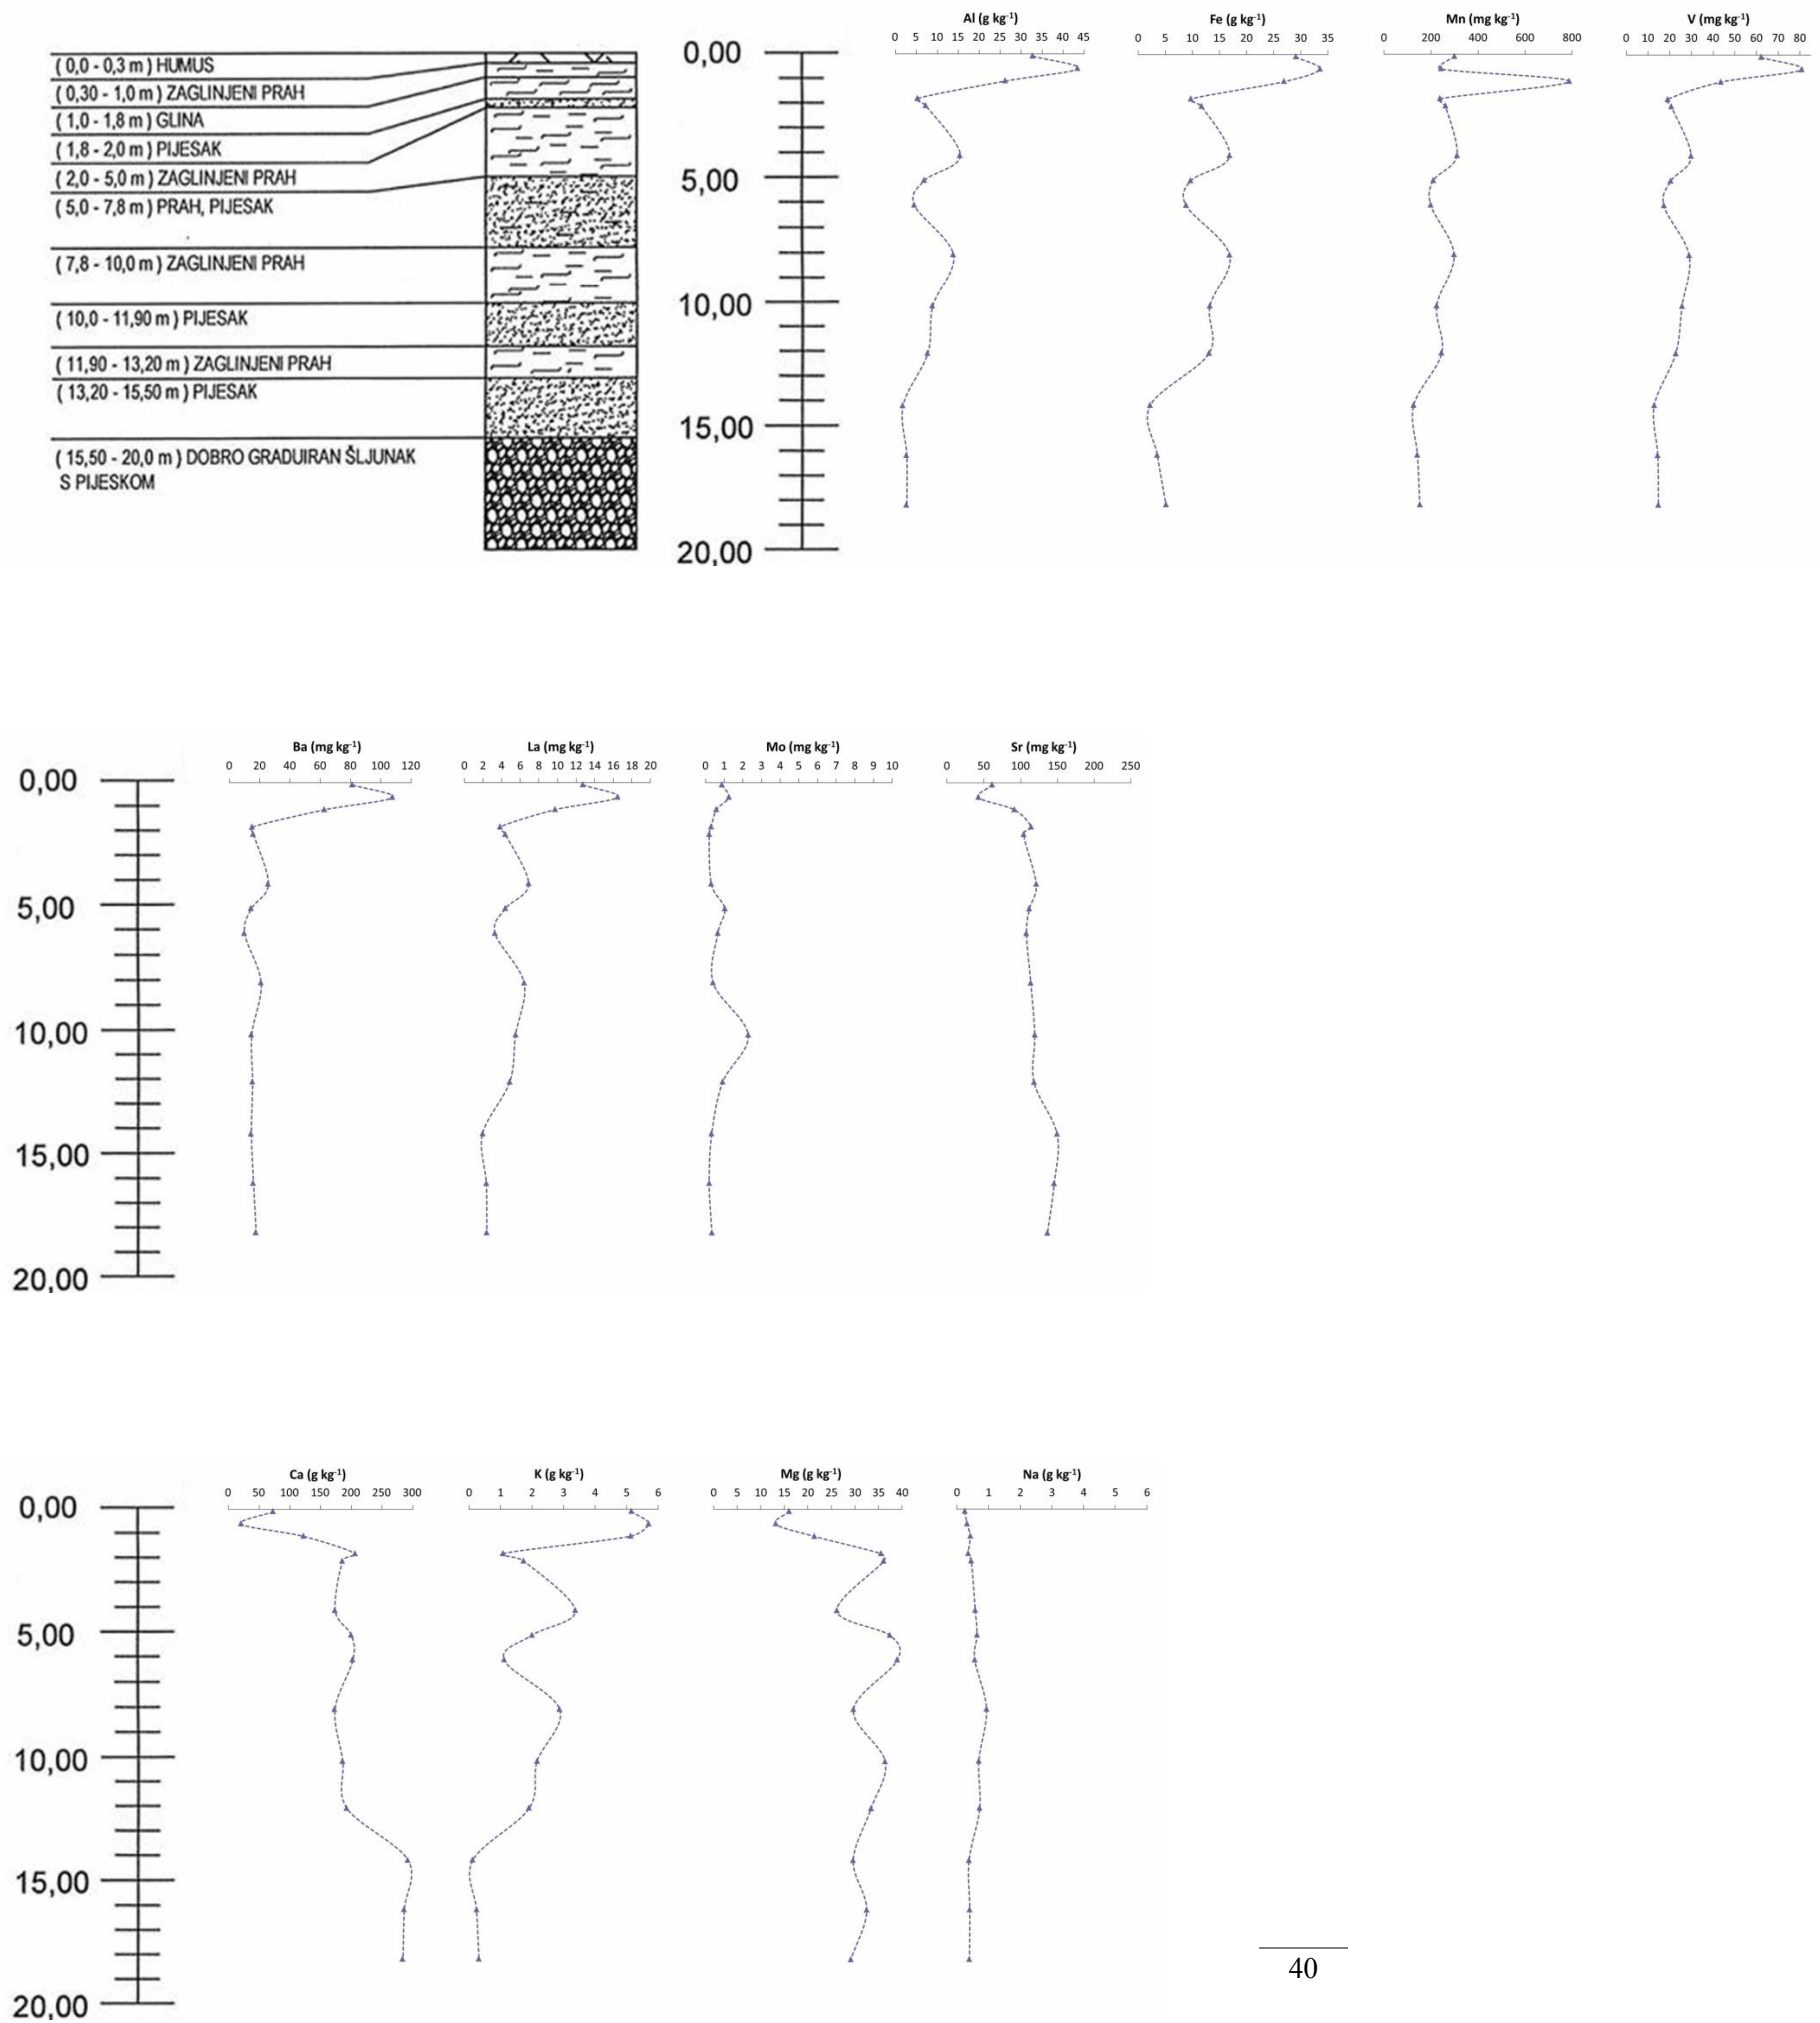 Al (g kg-1) Fe (g kg-1) Mn (mg kg-1) V (mg kg-1)
0 5 10 15 20 25 30 35 40 45 0 5 10 15 20 25 30 35 0 200 400 600 800 0 10 20 30 40 50 60 70 80
0,00
( 0,0 - 0,3 m ) HUMUS
( 0,30 - 1,0 m ) ZAGLINJENI PRAH
( 1,0 - 1,8 m ) GLINA
( 1,8 - 2,0 m ) PIJESAK
( 2,0 - 5,0 m ) ZAGLINJENI PRAH
5,00
( 5,0 - 7,8 m ) PRAH, PIJESAK
( 7,8 - 10,0 m ) ZAGLINJENI PRAH
10,00
( 10,0 - 11,90 m ) PIJESAK
( 11,90 - 13,20 m ) ZAGLINJENI PRAH
( 13,20 - 15,50 m ) PIJESAK
15,00
( 15,50 - 20,0 m ) DOBRO GRADUIRAN ŠLJUNAK
S PIJESKOM
20,00
Ba (mg kg-1) La (mg kg-1) Mo (mg kg-1) Sr (mg kg-1)
0 20 40 60 80 100 120 0 2 4 6 8 10 12 14 16 18 20 0 1 2 3 4 5 6 7 8 9 10 0 50 100 150 200 250
0,00
5,00
10,00
15,00
20,00
Ca (g kg-1) K (g kg-1) Mg (g kg-1) Na (g kg-1)
0 50 100 150 200 250 300 0 1 2 3 4 5 6 0 5 10 15 20 25 30 35 40 0 1 2 3 4 5 6
0,00
5,00
10,00
15,00
20,00
40